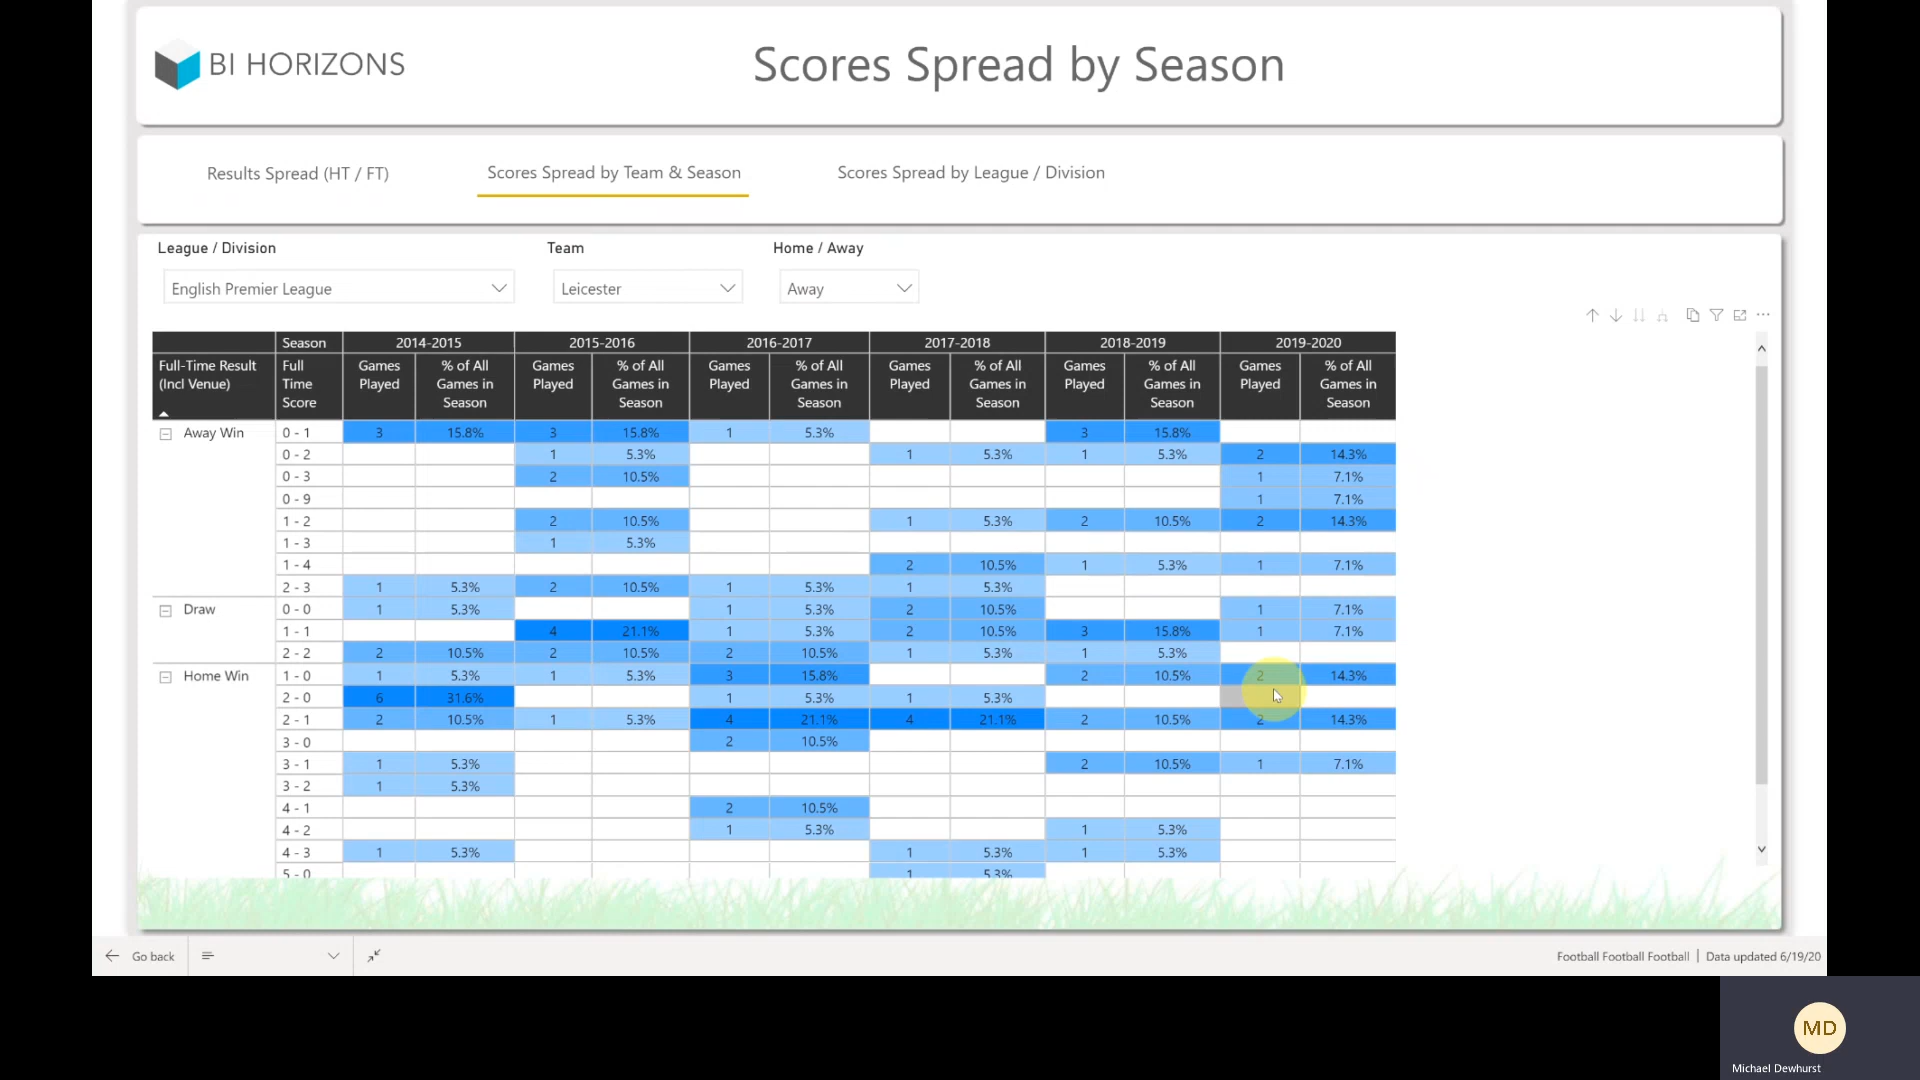 BI HORIZONS
Scores Spread by Season
Results Spread (HT / FT) Scores Spread by Team & Season Scores Spread by League / Division
League / Division Team Home / Away
English Premier League Leicester Away
Season 2014-2015 2015-2016 2016-2017 2017-2018 2018-2019 2019-2020
Full-Time Result (Incl Venue) Full Time Score Games Played % of All Games in Season Games Played % of All Games in Season Games Played % of All Games in Season Games Played % of All Games in Season Games Played % of All Games in Season Games Played % of All Games in Season
Away Win 0 - 1 3 15.8% 3 15.8% 1 5.3% 3 15.8%
0 - 2 1 5.3% 1 5.3% 1 5.3% 2 14.3%
0 - 3 2 10.5% 1 7.1%
0 - 9 1 7.1%
1 - 2 2 10.5% 1 5.3% 2 10.5% 2 14.3%
1 - 3 1 5.3%
1 - 4 2 10.5% 1 5.3% 1 7.1%
2 - 3 1 5.3% 2 10.5% 1 5.3% 1 5.3%
Draw 0 - 0 1 5.3% 1 5.3% 2 10.5% 1 7.1%
1 - 1 4 21.1% 1 5.3% 2 10.5% 3 15.8% 1 7.1%
2 - 2 2 10.5% 2 10.5% 2 10.5% 1 5.3% 1 5.3%
Home Win 1 - 0 1 5.3% 1 5.3% 3 15.8% 2 10.5% 2 14.3%
2 - 0 6 31.6% 1 5.3% 1 5.3%
2 - 1 2 10.5% 1 5.3% 4 21.1% 4 21.1% 2 10.5% 2 14.3%
3 - 0 2 10.5%
3 - 1 1 5.3% 2 10.5% 1 7.1%
3 - 2 1 5.3%
4 - 1 2 10.5%
4 - 2 1 5.3% 1 5.3%
4 - 3 1 5.3% 1 5.3% 1 5.3%
5 - 0 1 5.3%
Go back Football Football Football | Data updated 6/19/20
MD
Michael Dewhurst